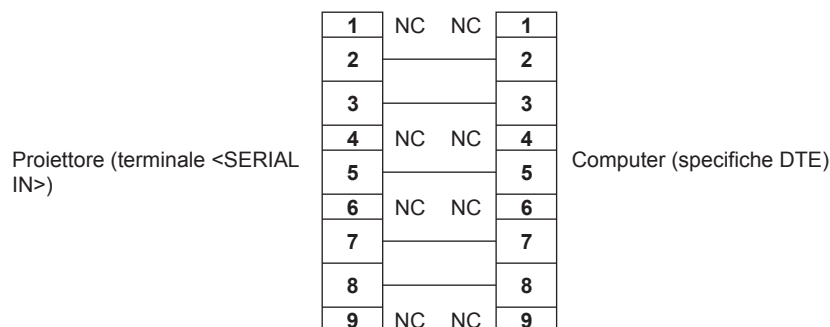 1 NC NC 1
2 2
3 3
4 NC NC 4
Proiettore (terminale <SERIAL
IN>)
5 5
Computer (specifiche DTE)
6 NC NC 6
7 7
8 8
9 NC NC 9